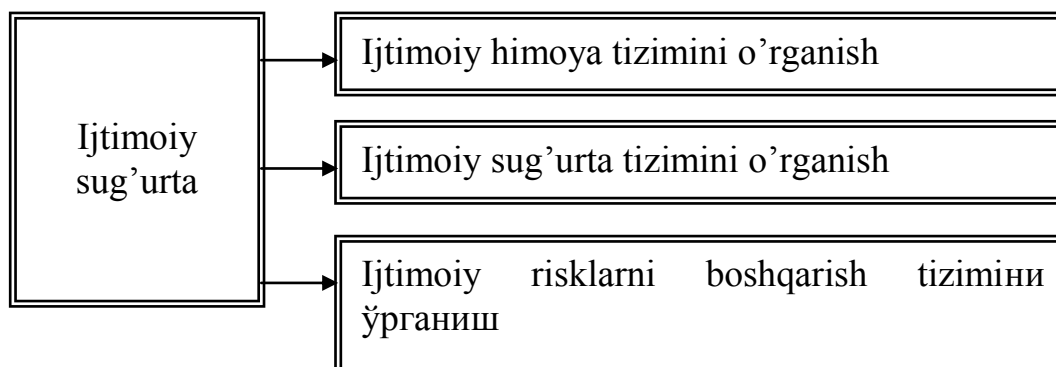 Ijtimoiy
sug’urta
Ijtimoiy himoya tizimini o’rganish
Ijtimoiy sug’urta tizimini o’rganish
Ijtimoiy risklarni boshqarish tizimiни
ўрганиш